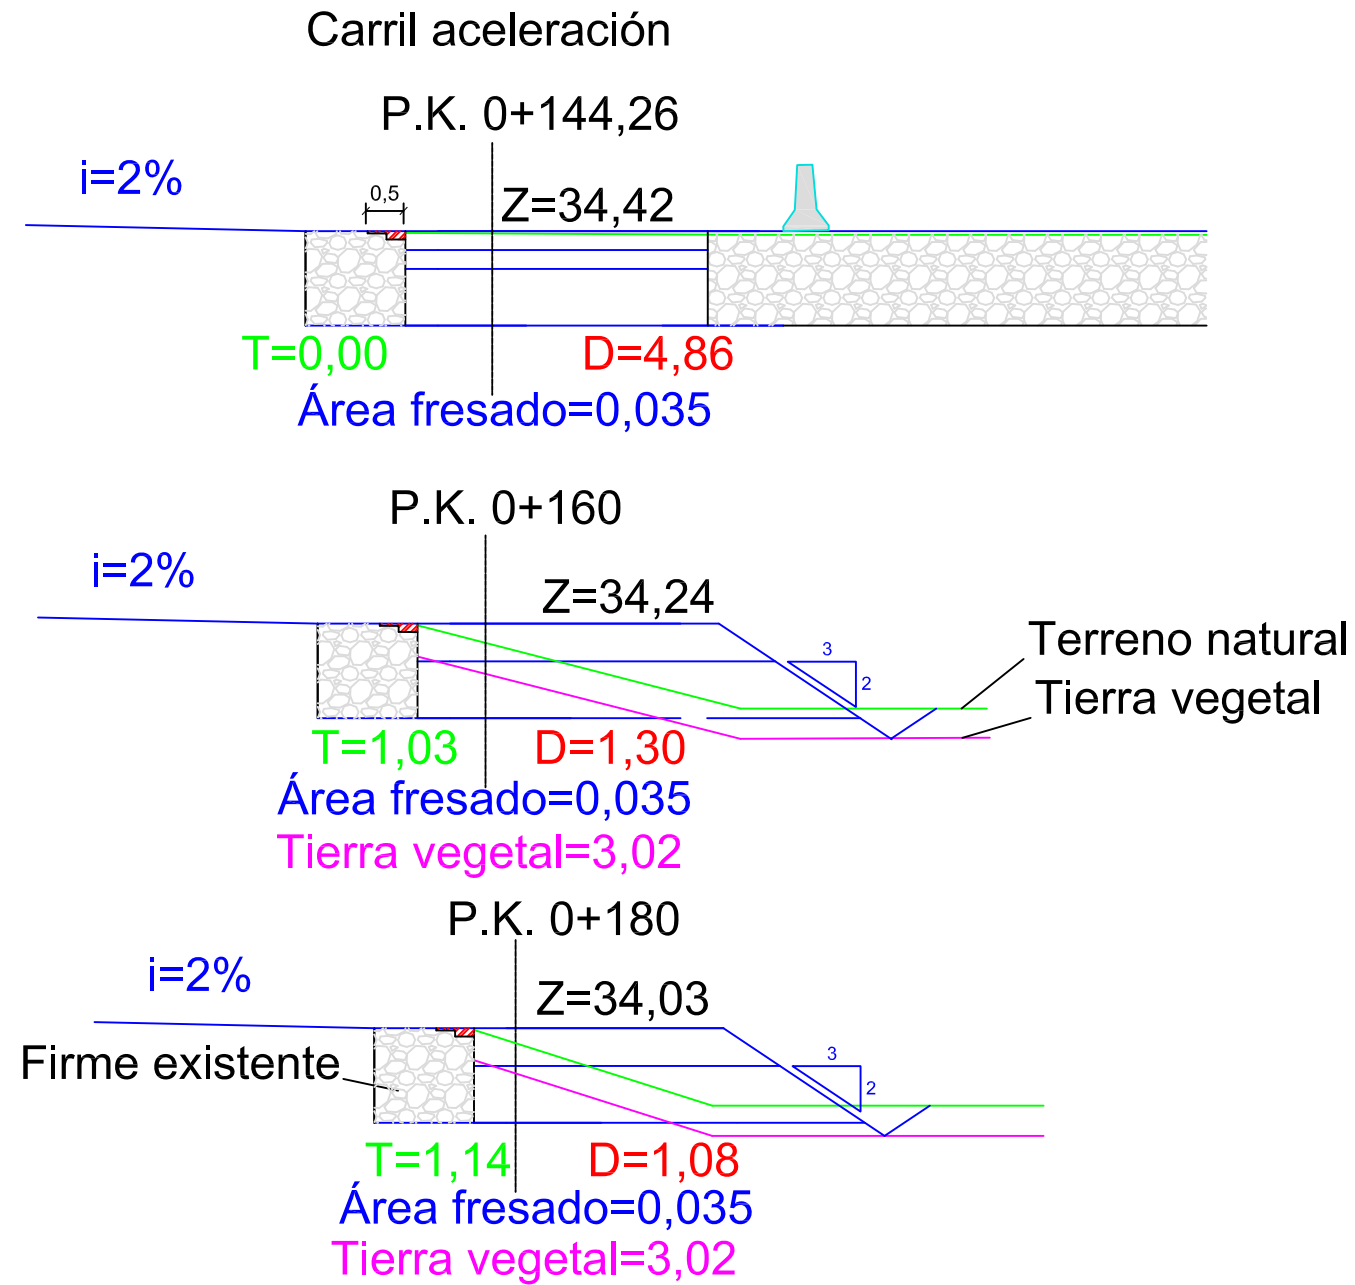 Carril aceleración
P.K. 0+144,26
i=2%
0,5
Z=34,42
T=0,00
D=4,86
Área fresado=0,035
P.K. 0+160
i=2%
Z=34,24
3
2
Terreno natural
Tierra vegetal
T=1,03
D=1,30
Área fresado=0,035
Tierra vegetal=3,02
P.K. 0+180
i=2%
Z=34,03
Firme existente
3
2
T=1,14
D=1,08
Área fresado=0,035
Tierra vegetal=3,02